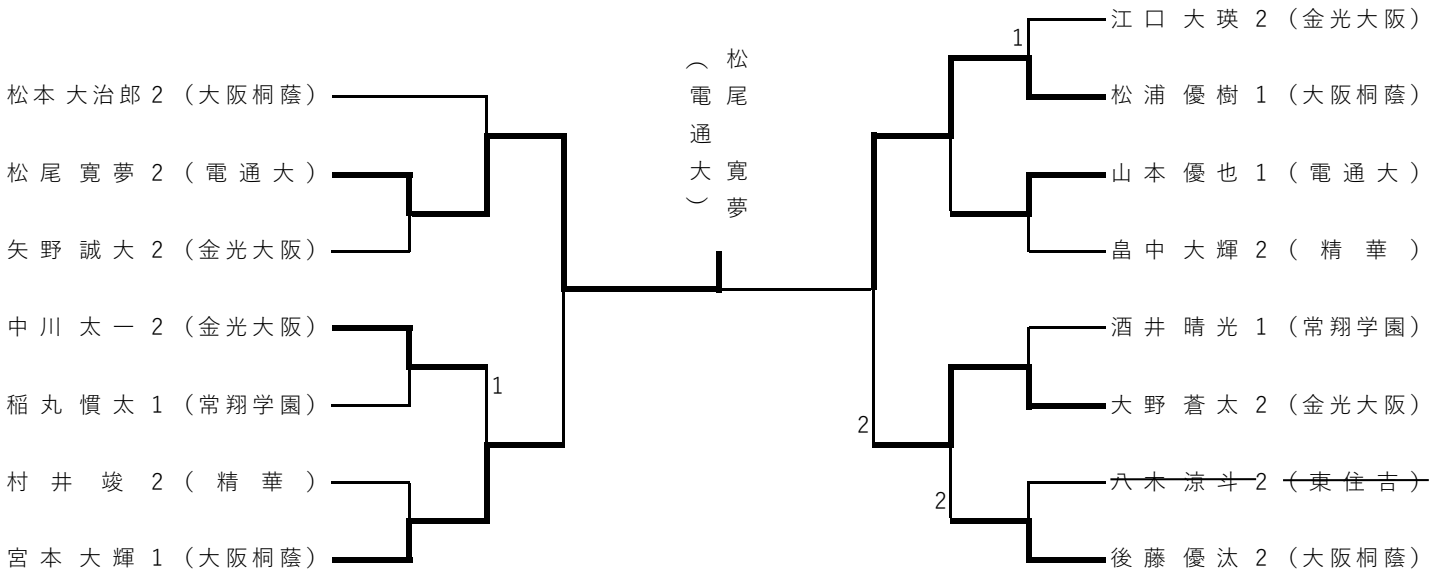 松本 大治郎 2 (大阪桐蔭)
松尾 寛夢 2 (電通大)
矢野 誠大 2 (金光大阪)
中川 太一 2 (金光大阪)
稲丸 慣太 1 (常翔学園)
村井 竣 2 (精華)
宮本 大輝 1 (大阪桐蔭)
1
松尾 寛夢
(電通大)
江口 大瑛 2 (金光大阪)
1
松浦 優樹 1 (大阪桐蔭)
山本 優也 1 (電通大)
畠中 大輝 2 (精華)
酒井 晴光 1 (常翔学園)
大野 蒼太 2 (金光大阪)
2
八木 涼斗 2 (東住吉)
2
後藤 優汰 2 (大阪桐蔭)